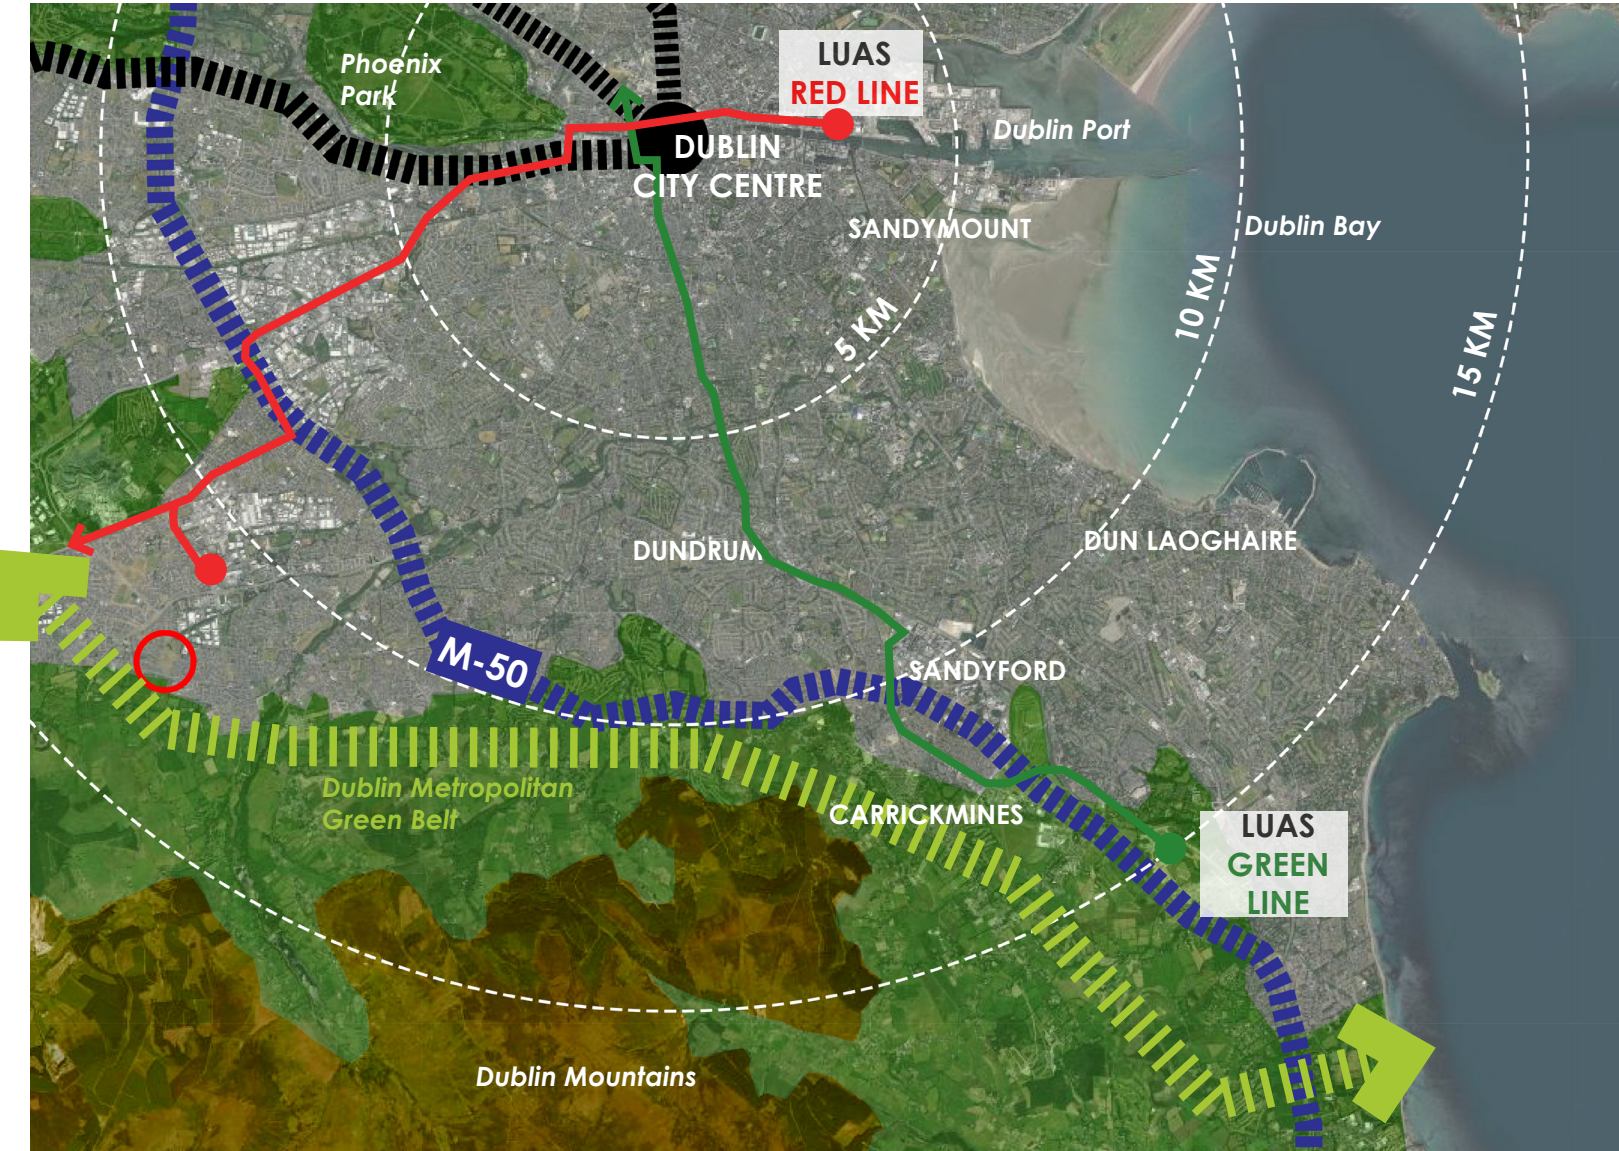 LUAS
RED LINE
Phoenix
Park
Dublin Port
DUBLIN
CITY CENTRE
SANDYMOUNT
Dublin Bay
10 KM
5 KM
15 KM
DUNDRUM
DUN LAOGHAIRE
M-50
SANDYFORD
Dublin Metropolitan
Green Belt
CARRICKMINES
LUAS
GREEN
LINE
Dublin Mountains